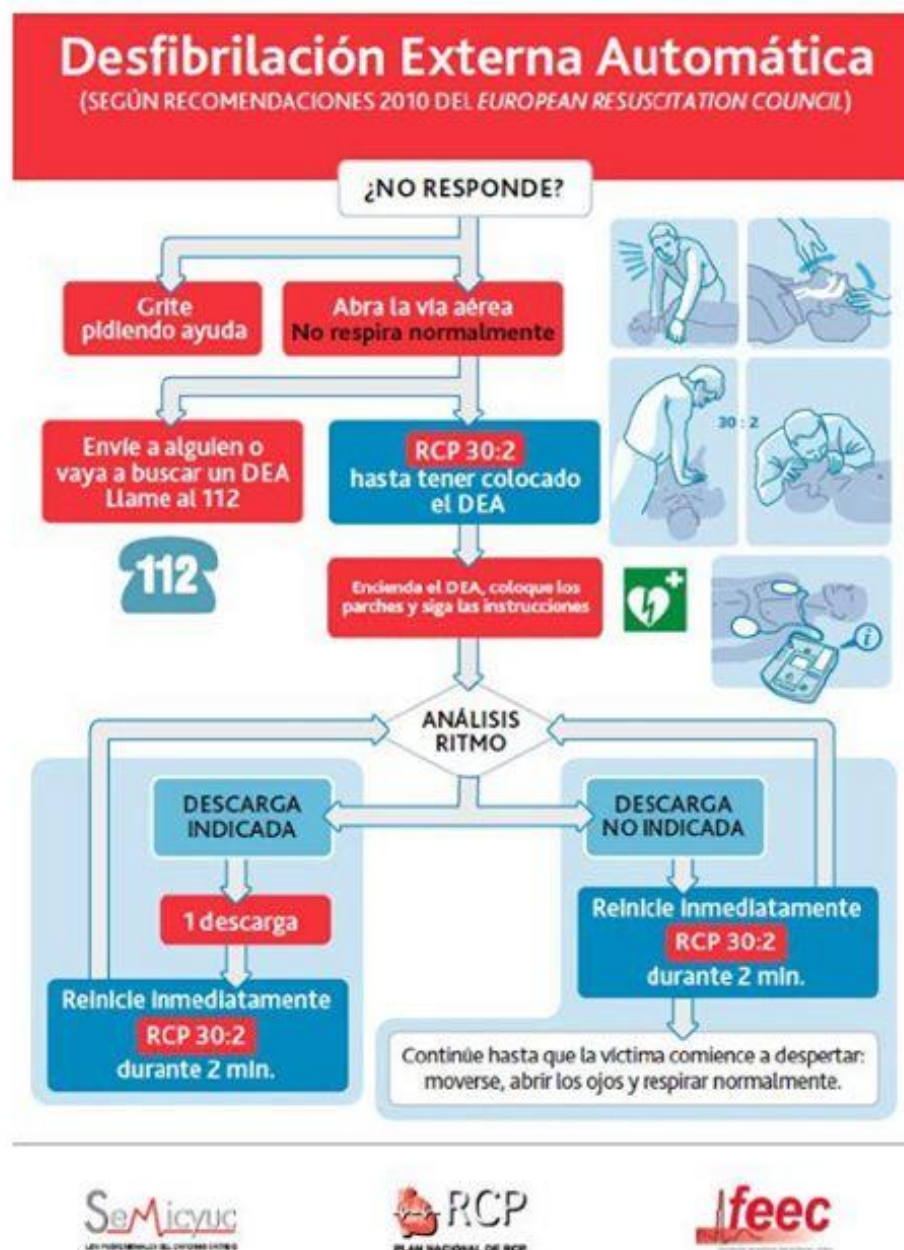 Desfibrilación Externa Automática
(SEGÚN RECOMENDACIONES 2010 DEL EUROPEAN RESUSCITATION COUNCIL)
¿NO RESPONDE?
Grite
pidiendo ayuda
Abra la vía aérea
No respira normalmente
Envíe a alguien o
vaya a buscar un DEA
Llame al 112
RCP 30:2
hasta tener colocado
el DEA
30 : 2
112
Encienda el DEA, coloque los
parches y siga las instrucciones
i
ANÁLISIS
RITMO
DESCARGA
INDICADA
DESCARGA
NO INDICADA
1 descarga
Reinicie inmediatamente
RCP 30:2
durante 2 min.
Reinicie inmediatamente
RCP 30:2
durante 2 min.
Continúe hasta que la víctima comience a despertar:
moverse, abrir los ojos y respirar normalmente.
SeMicyuc
RCP
PLAN NACIONAL DE RCP
feec